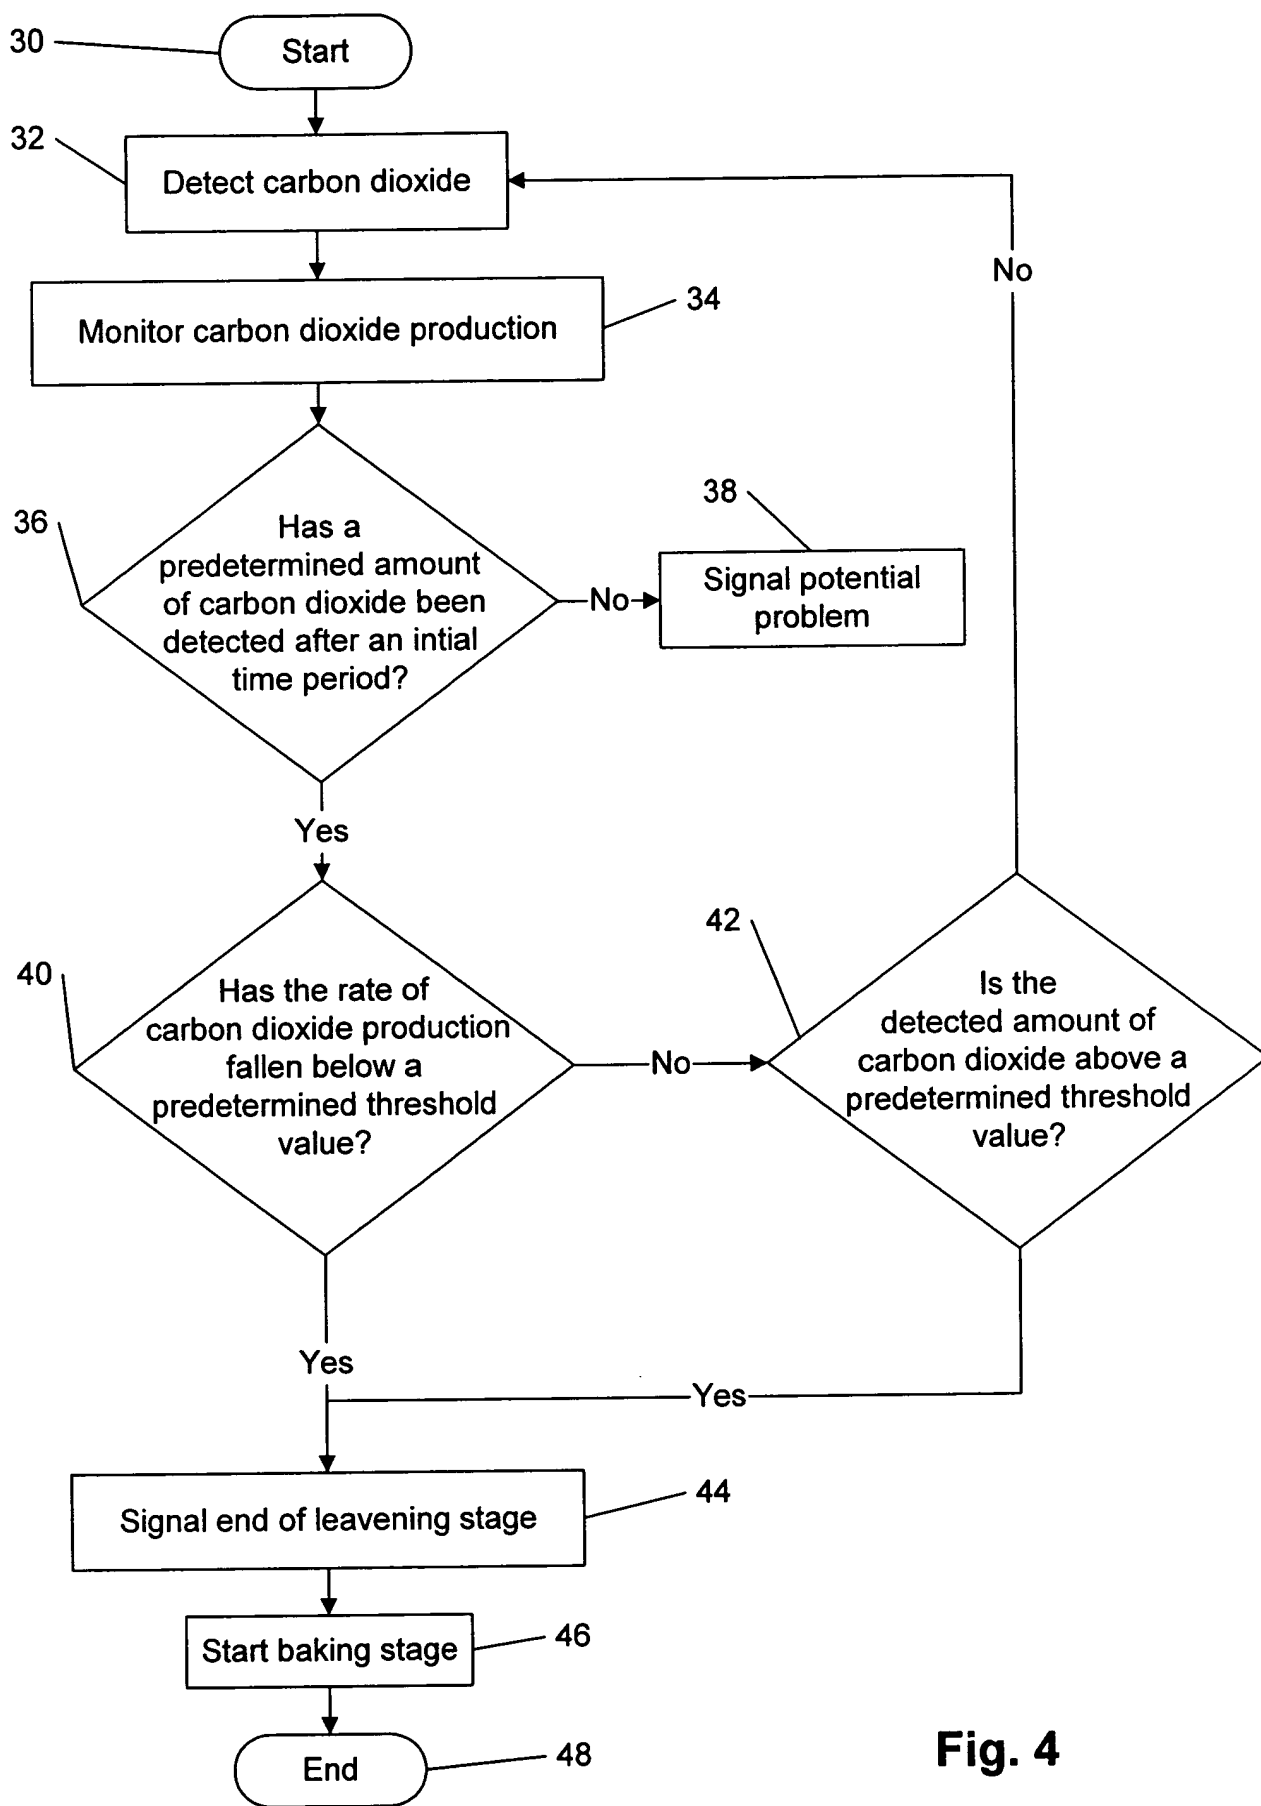 30
Start
32
Detect carbon dioxide
No
34
Monitor carbon dioxide production
36
Has a
predetermined amount
of carbon dioxide been
detected after an intial
time period?
No
38
Signal potential
problem
Yes
40
Has the rate of
carbon dioxide production
fallen below a
predetermined threshold
value?
No
42
Is the
detected amount of
carbon dioxide above a
predetermined threshold
value?
Yes
Yes
44
Signal end of leavening stage
46
Start baking stage
48
End
Fig. 4